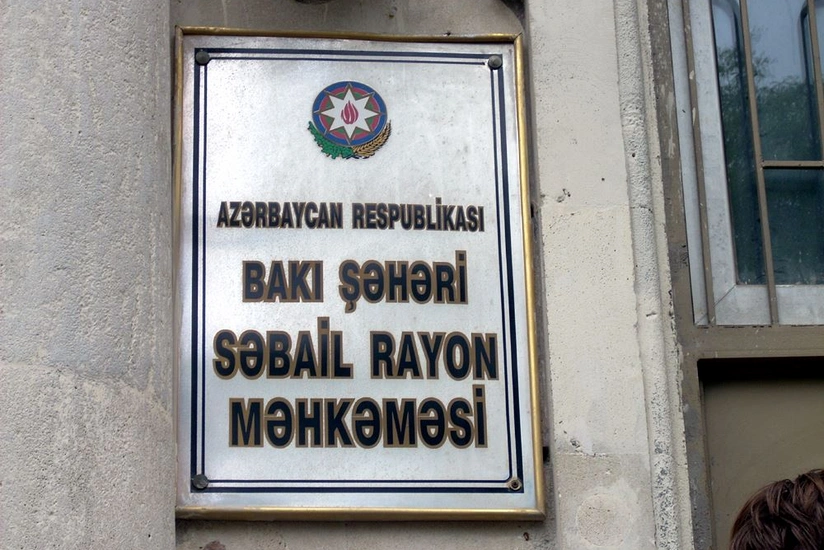 AZƏRBAYCAN RESPUBLİKASI
BAKI ŞƏHƏRİ
SƏBAİL RAYON
MƏHKƏMƏSİ